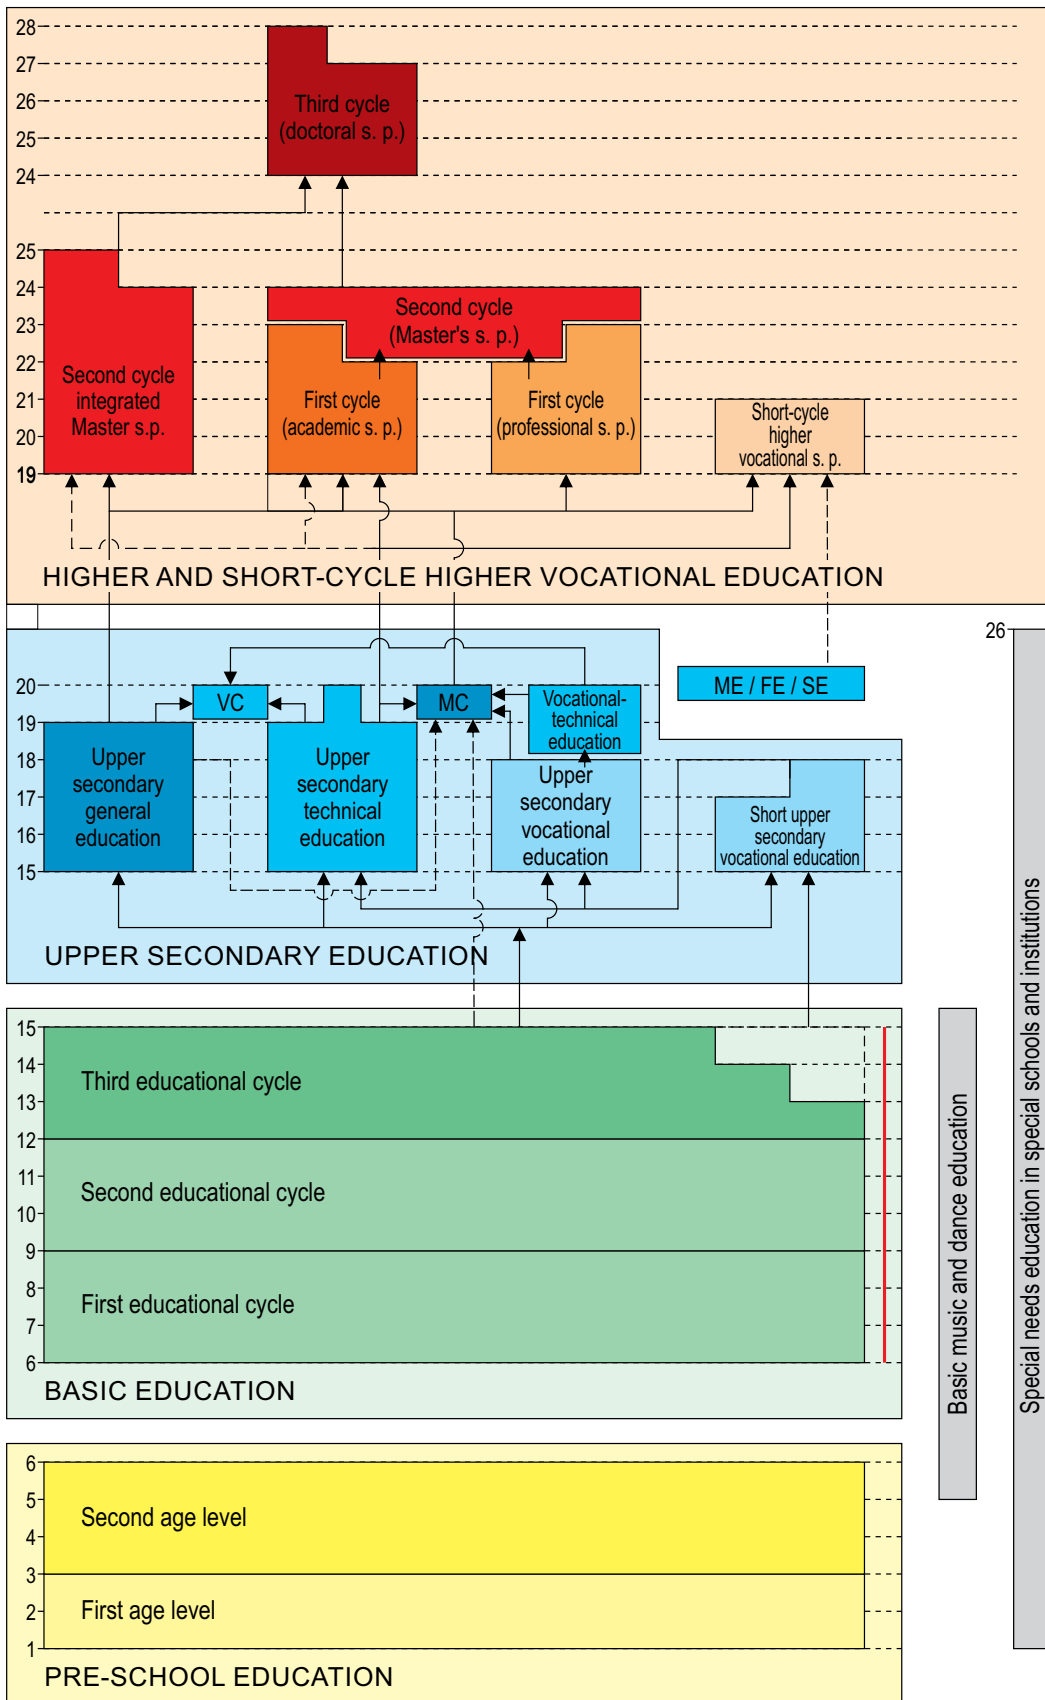 28
27
26
25
24
Third cycle
(doctoral s. p.)
25
24
23
22
21
20
19
Second cycle
(Master's s. p.)
Second cycle
integrated
Master s.p.
First cycle
(academic s. p.)
First cycle
(professional s. p.)
Short-cycle
higher
vocational s. p.
HIGHER AND SHORT-CYCLE HIGHER VOCATIONAL EDUCATION
26
20
19
18
17
16
15
VC
MC
Vocational-
technical
education
ME / FE / SE
Upper
secondary
general
education
Upper
secondary
technical
education
Upper
secondary
vocational
education
Short upper
secondary
vocational education
UPPER SECONDARY EDUCATION
15
14
13
12
11
10
9
8
7
6
Third educational cycle
Second educational cycle
First educational cycle
BASIC EDUCATION
6
5
4
3
2
1
Second age level
First age level
PRE-SCHOOL EDUCATION
Basic music and dance education
Special needs education in special schools and institutions